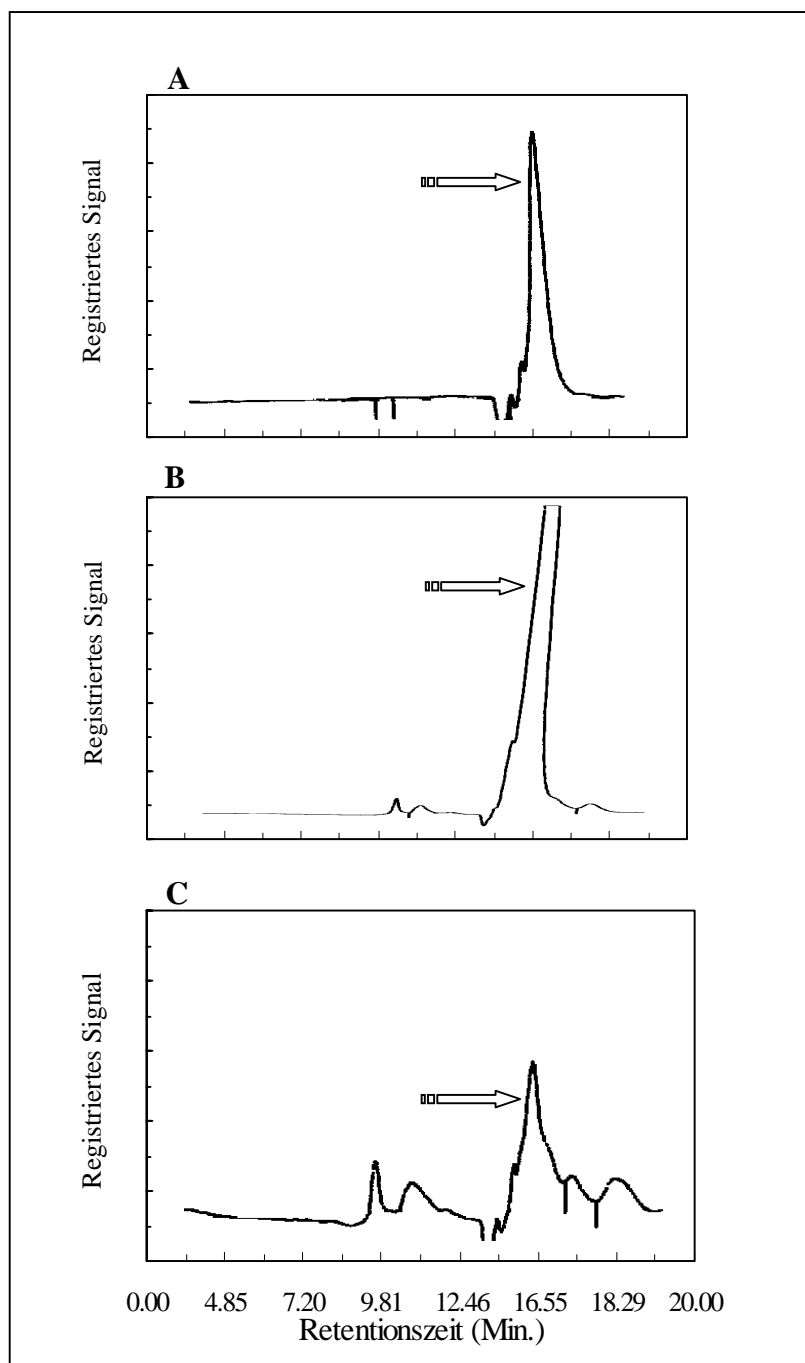 A
Registriertes Signal
B
Registriertes Signal
C
Registriertes Signal
0.00 4.85 7.20 9.81 12.46 16.55 18.29 20.00
Retentionszeit (Min.)